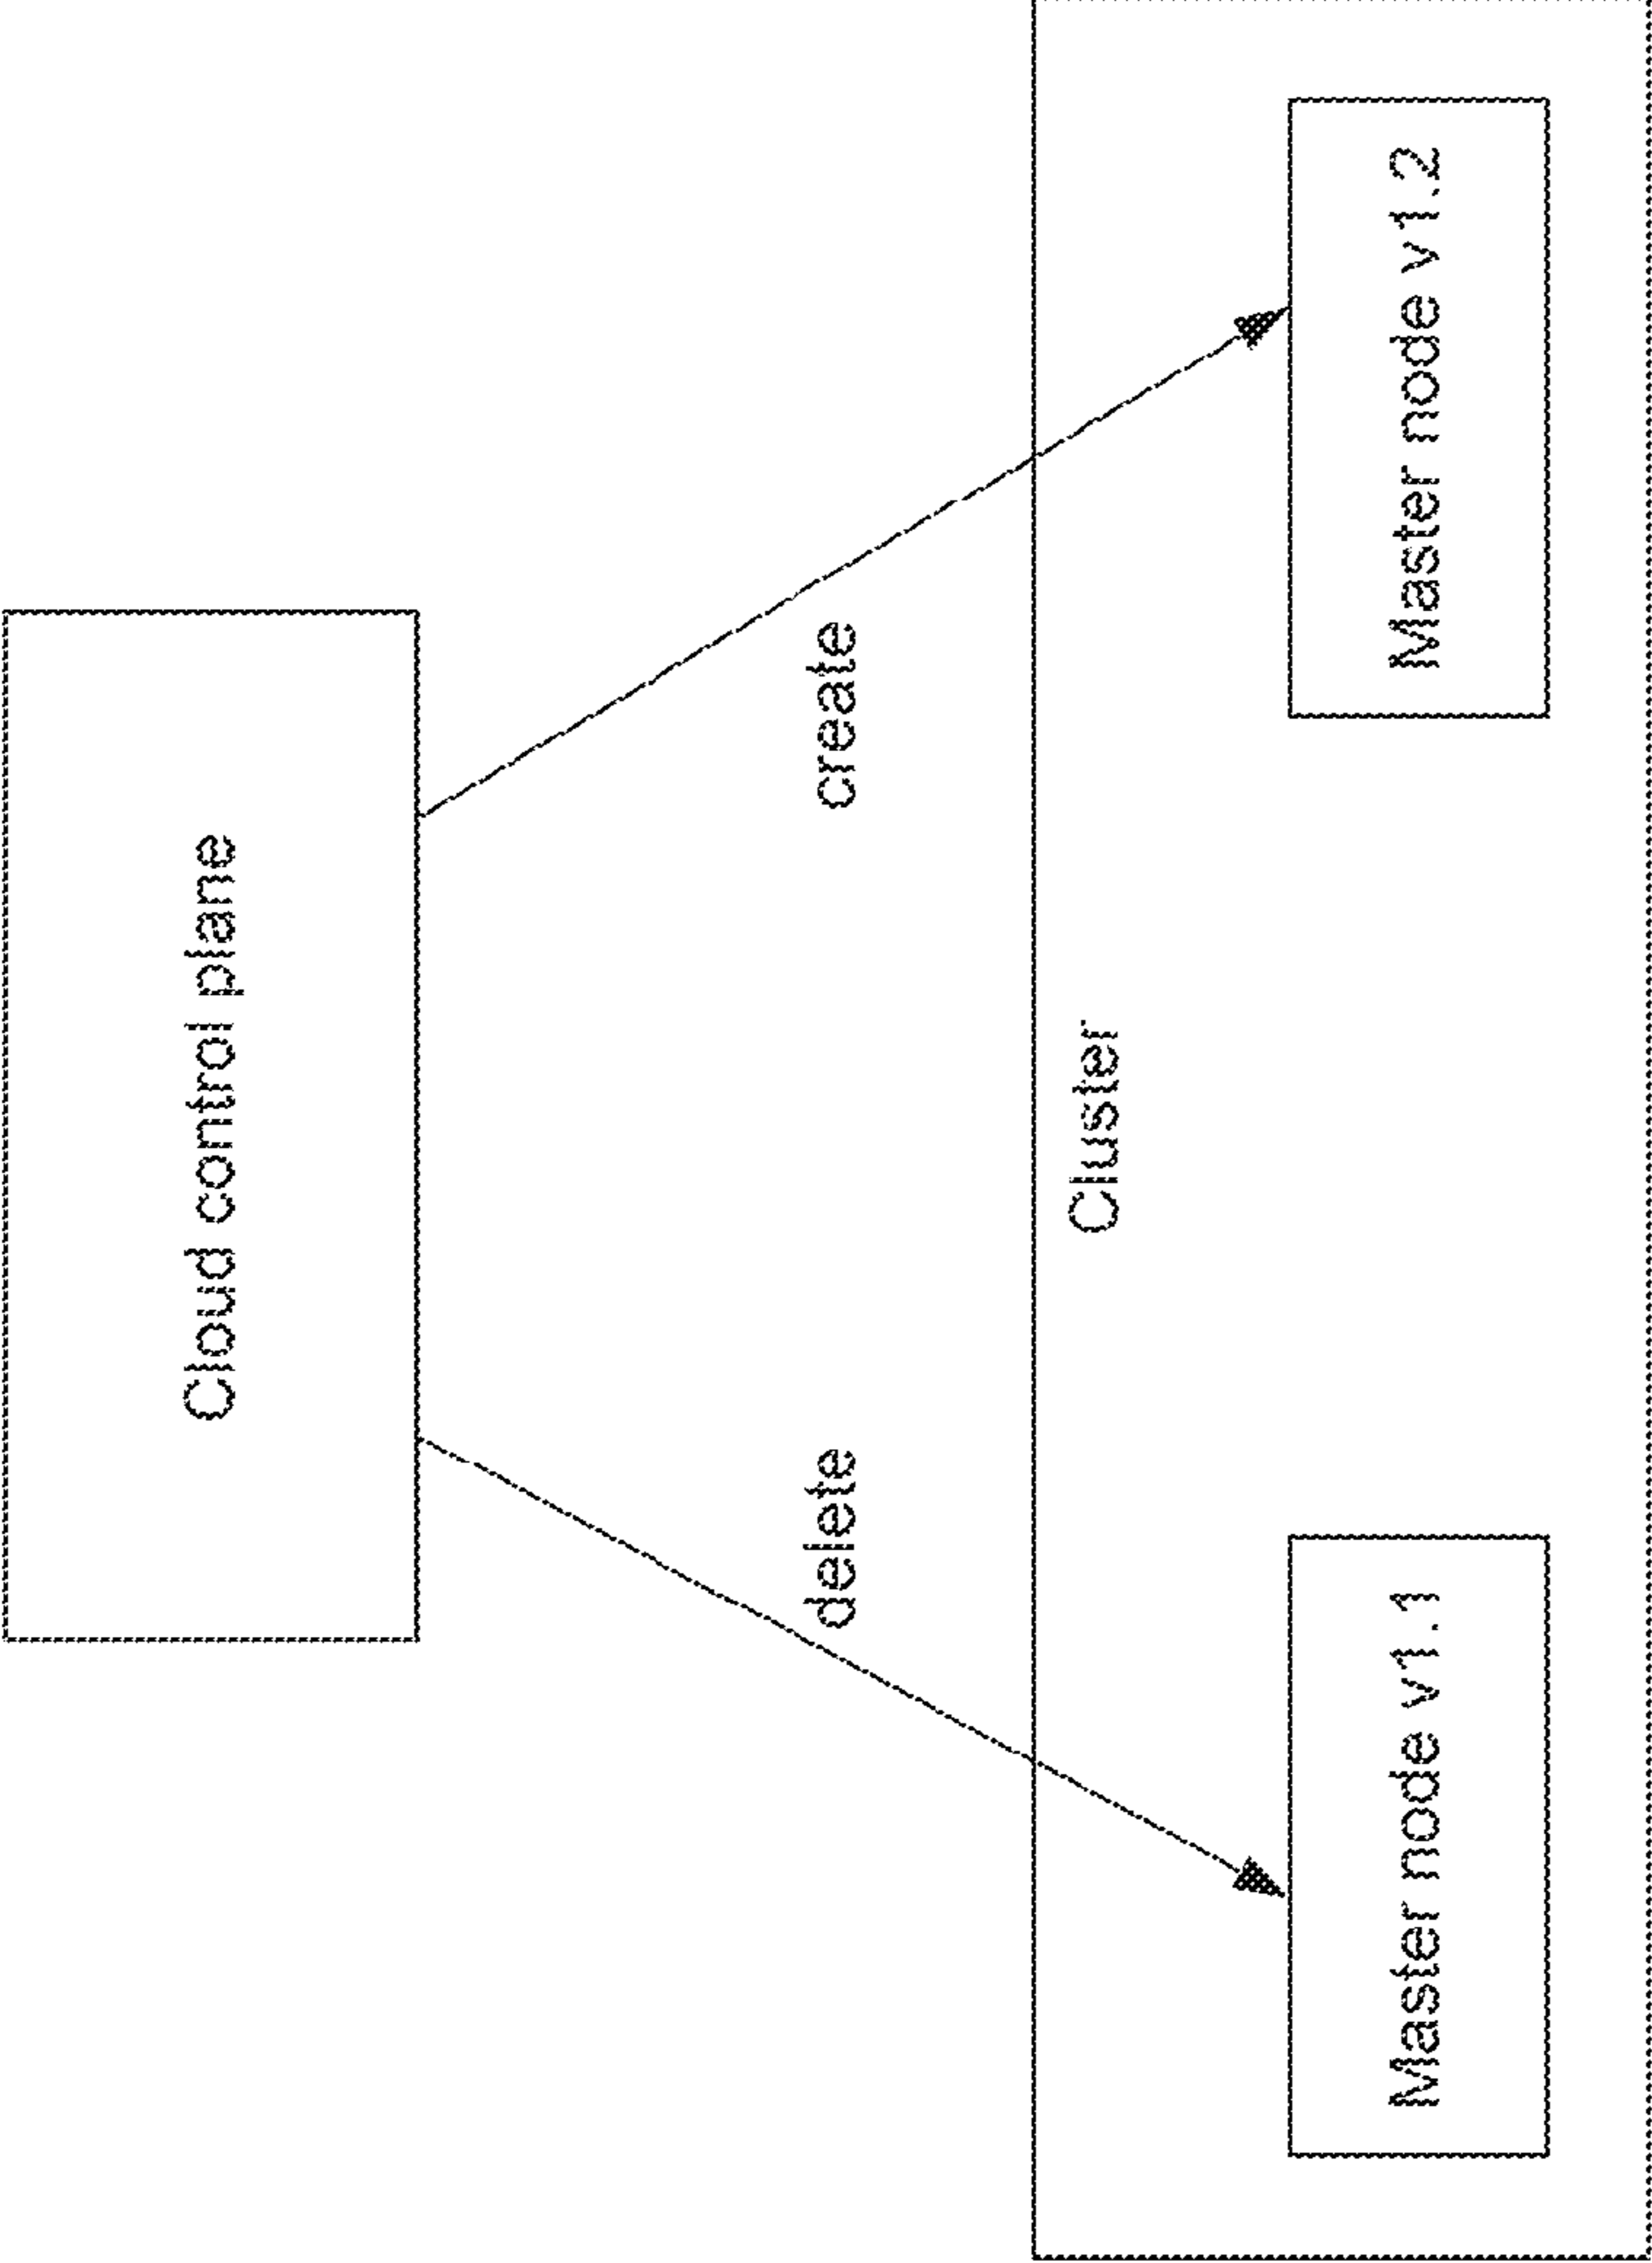 Cloud control plane
delete
create
Cluster
Master node v1.1
Master node v1.2